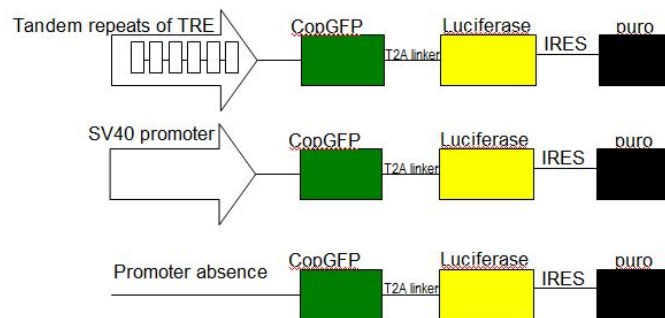 Tandem repeats of TRE
CopGFP
T2A linker
Luciferase
IRES
puro
SV40 promoter
CopGFP
T2A linker
Luciferase
IRES
puro
Promoter absence
CopGFP
T2A linker
Luciferase
IRES
puro